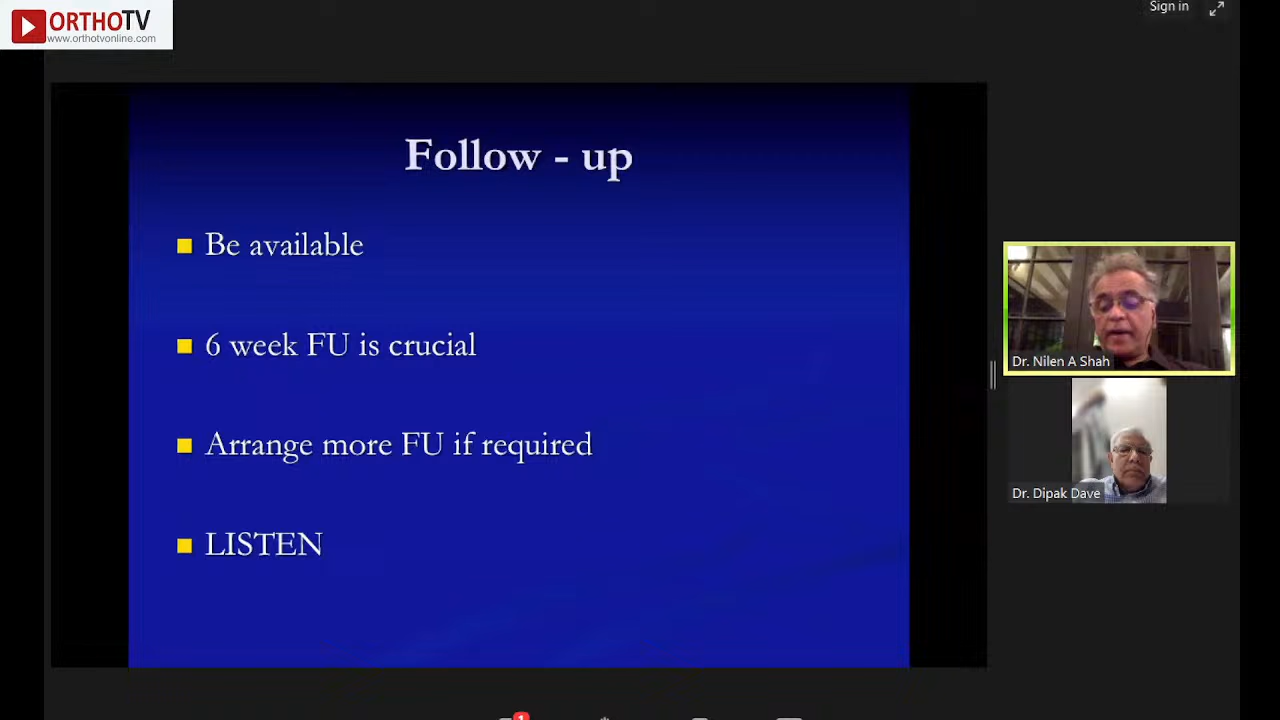 ORTHOTV
www.orthotvonline.com
Sign in
Follow - up
Be available
6 week FU is crucial
Arrange more FU if required
LISTEN
Dr. Nilen A Shah
Dr. Dipak Dave
1